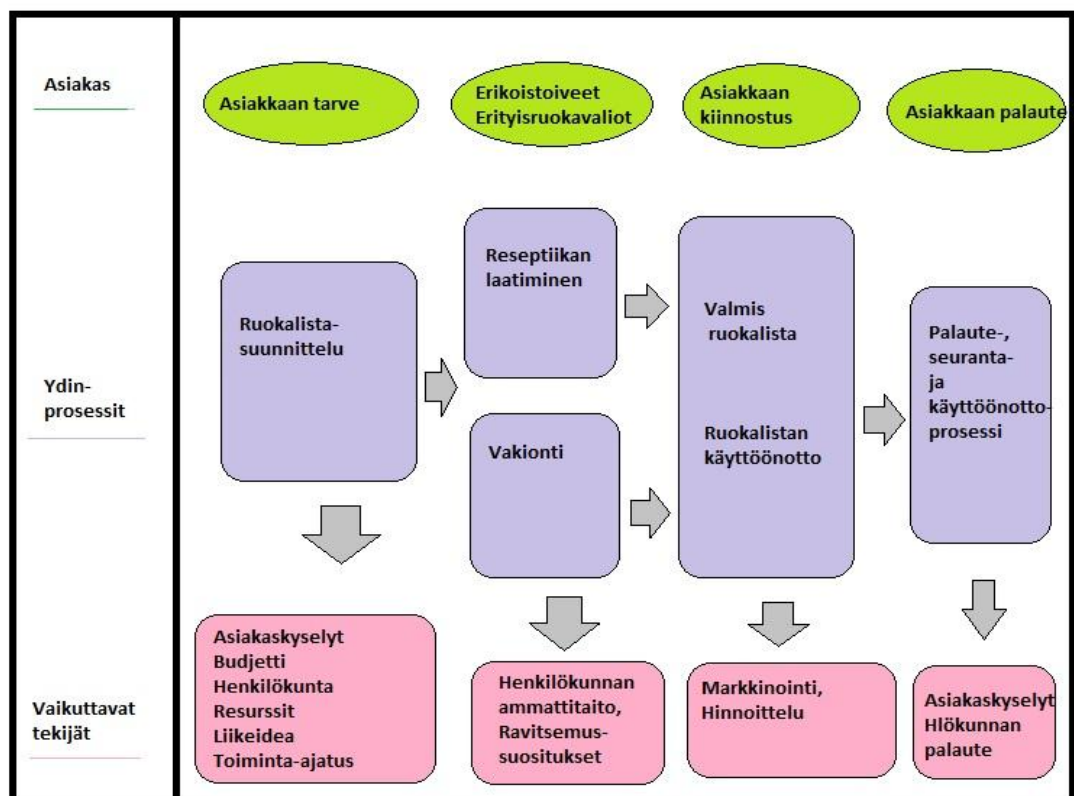 Asiakas
Asiakkaan tarve
Erikoistoiveet
Erityisruokavaliot
Asiakkaan
kiinnostus
Asiakkaan palaute
Ydin-
prosessit
Ruokalista-
suunnittelu
Reseptiikan
laatiminen
Vakionti
Valmis
ruokalista
Ruokalistan
käyttöönotto
Palaute-,
seuranta-
ja
käyttöönotto-
prosessi
Vaikuttavat
tekijät
Asiakaskyselyt
Budjetti
Henkilökunta
Resurssit
Liikeidea
Toiminta-ajatus
Henkilökunnan
ammattitaito,
Ravitsemus-
suositukset
Markkinointi,
Hinnoittelu
Asiakaskyselyt
Hlökunnan
palaute